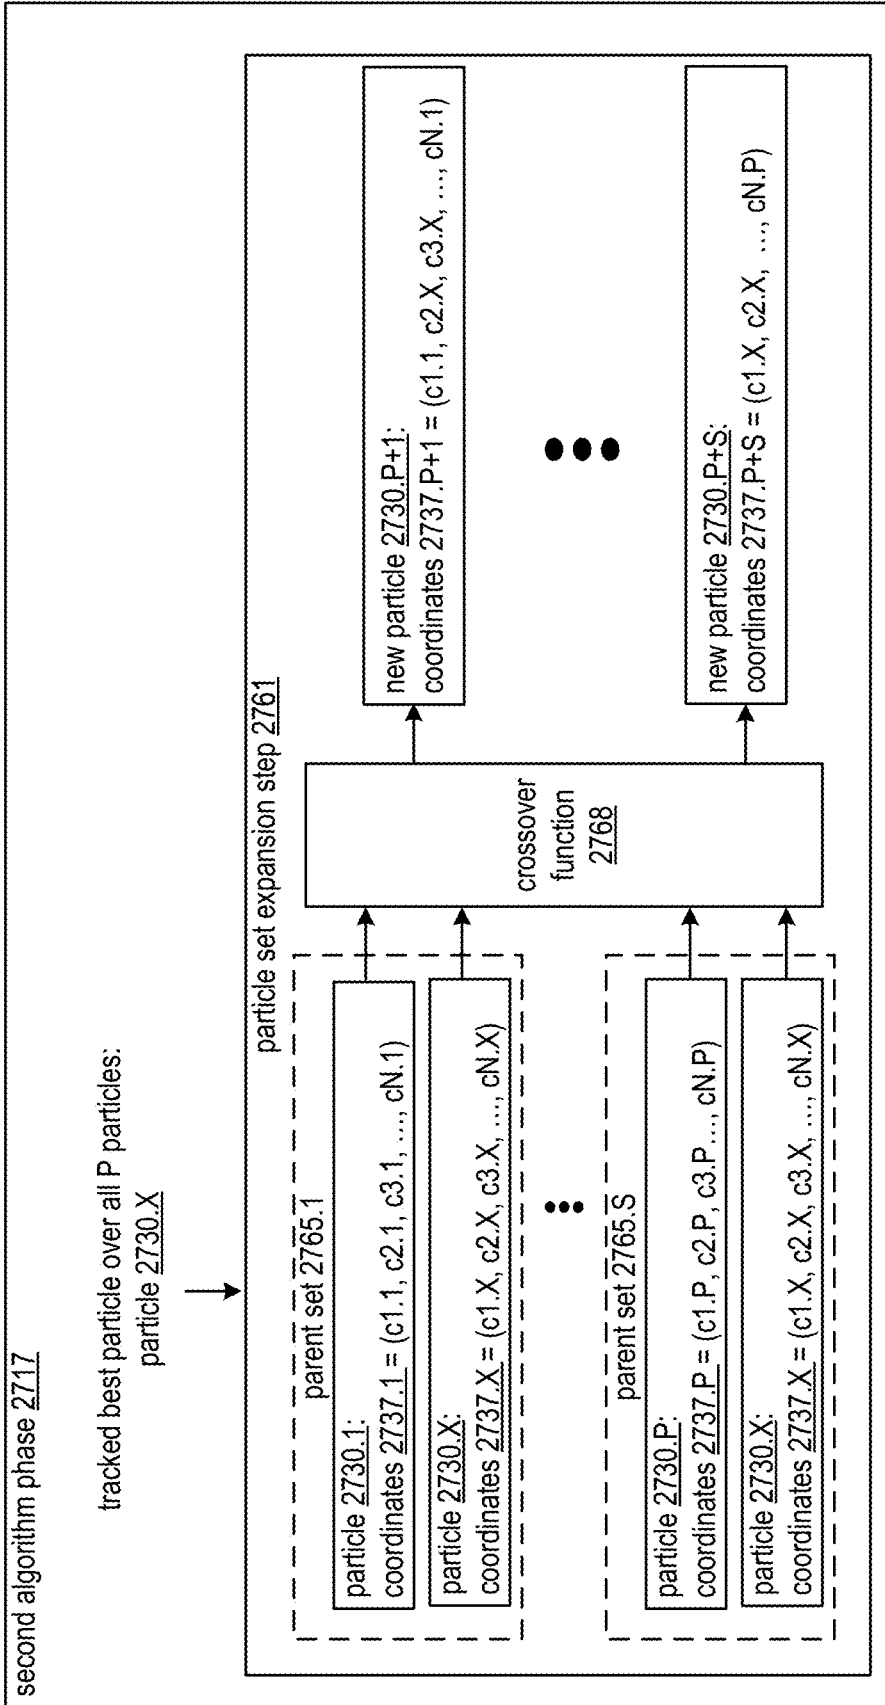 second algorithm phase 2717
tracked best particle over all P particles:
particle 2730.X
particle set expansion step 2761
parent set 2765.1
particle 2730.1:
coordinates 2737.1 = (c1.1, c2.1, c3.1, ..., cN.1)
particle 2730.X:
coordinates 2737.X = (c1.X, c2.X, c3.X, ..., cN.X)
parent set 2765.S
particle 2730.P:
coordinates 2737.P = (c1.P, c2.P, c3.P..., cN.P)
particle 2730.X:
coordinates 2737.X = (c1.X, c2.X, c3.X, ..., cN.X)
crossover
function
2768
new particle 2730.P+1:
coordinates 2737.P+1 = (c1.1, c2.X, c3.X, ..., cN.1)
new particle 2730.P+S:
coordinates 2737.P+S = (c1.X, c2.X, ..., cN.P)